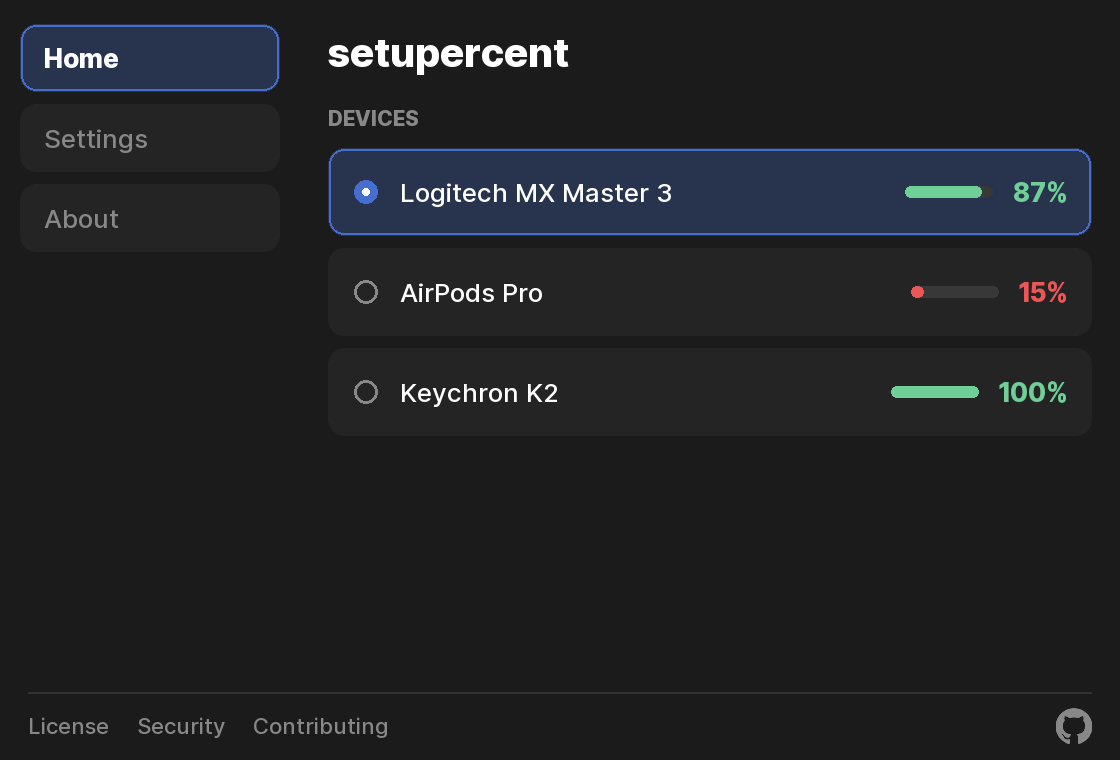 Home
Settings
About
setupercent
DEVICES
Logitech MX Master 3 87%
AirPods Pro 15%
Keychron K2 100%
License Security Contributing